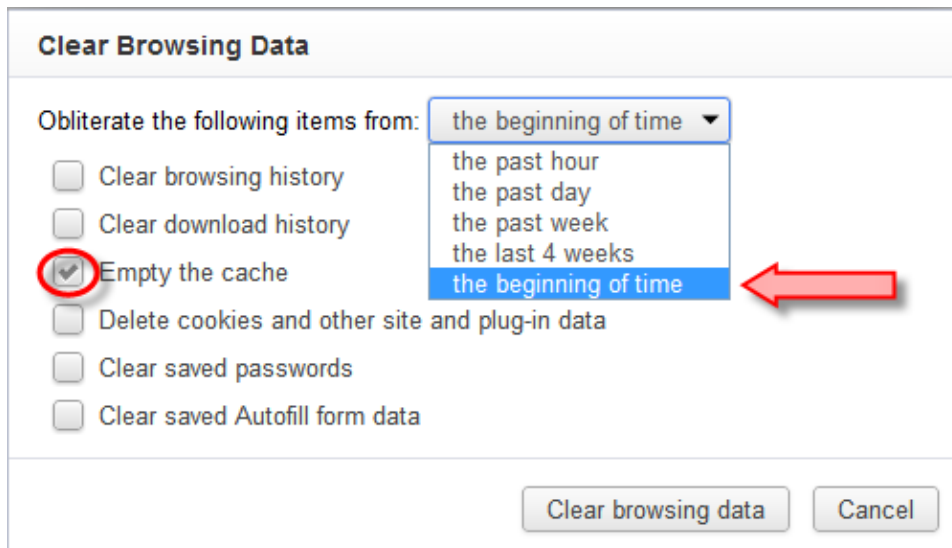 Clear Browsing Data
Obliterate the following items from: the beginning of time
the past hour
the past day
the past week
the last 4 weeks
the beginning of time
Clear browsing history
Clear download history
Empty the cache
Delete cookies and other site and plug-in data
Clear saved passwords
Clear saved Autofill form data
Clear browsing data Cancel